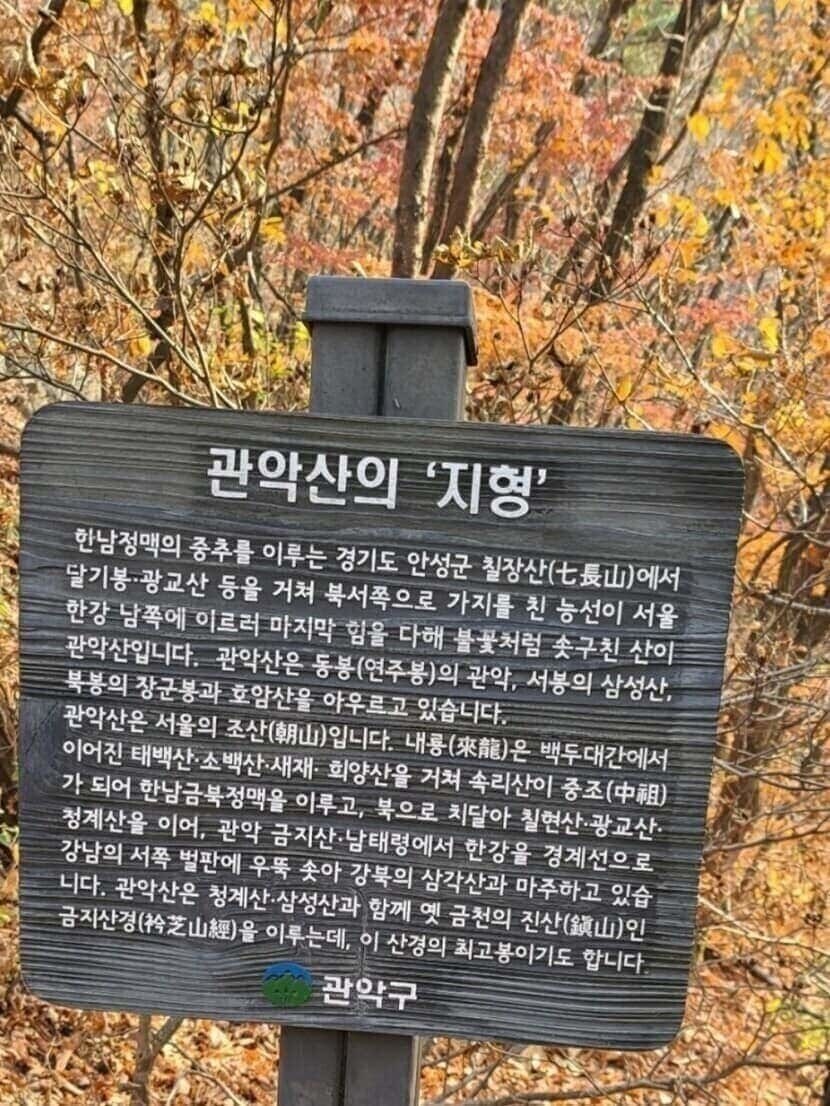 관악산의 '지형'
한남정맥의 중추를 이루는 경기도 안성군 칠장산(七長山)에서
달기봉·광교산 등을 거쳐 북서쪽으로 가지를 친 능선이 서울
한강 남쪽에 이르러 마지막 힘을 다해 불꽃처럼 솟구친 산이
관악산입니다. 관악산은 동봉(연주봉)의 관악, 서봉의 삼성산,
북봉의 장군봉과 호암산을 아우르고 있습니다.
관악산은 서울의 조산(朝山)입니다. 내룡(來龍)은 백두대간에서
이어진 태백산·소백산·새재· 희양산을 거쳐 속리산이 중조(中祖)
가 되어 한남금북정맥을 이루고, 북으로 치달아 칠현산·광교산·
청계산을 이어, 관악 금지산·남태령에서 한강을 경계선으로
강남의 서쪽 벌판에 우뚝 솟아 강북의 삼각산과 마주하고 있습
니다. 관악산은 청계산·삼성산과 함께 옛 금천의 진산(鎭山)인
금지산경(衿芝山經)을 이루는데, 이 산경의 최고봉이기도 합니다.
관악구